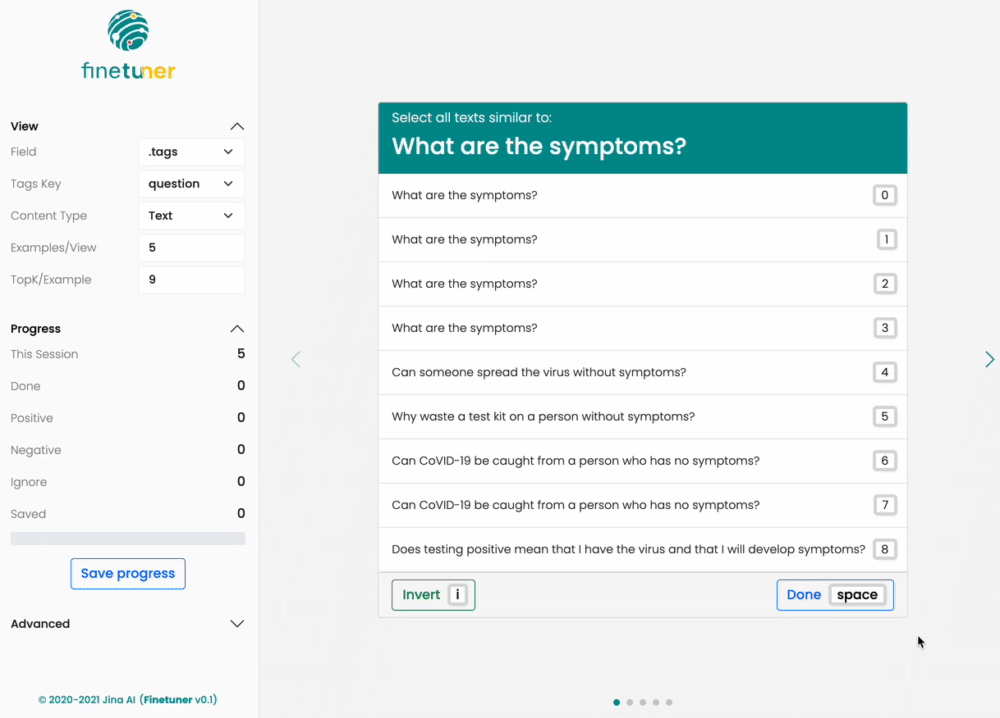 finetuner
View
Field .tags
Tags Key question
Content Type Text
Examples/View 5
TopK/Example 9
Progress
This Session 5
Done 0
Positive 0
Negative 0
Ignore 0
Saved 0
Save progress
Advanced
© 2020-2021 Jina AI (Finetuner v0.1)
Select all texts similar to:
What are the symptoms?
What are the symptoms? 0
What are the symptoms? 1
What are the symptoms? 2
What are the symptoms? 3
Can someone spread the virus without symptoms? 4
Why waste a test kit on a person without symptoms? 5
Can CoVID-19 be caught from a person who has no symptoms? 6
Can CoVID-19 be caught from a person who has no symptoms? 7
Does testing positive mean that I have the virus and that I will develop symptoms? 8
Invert i Done space